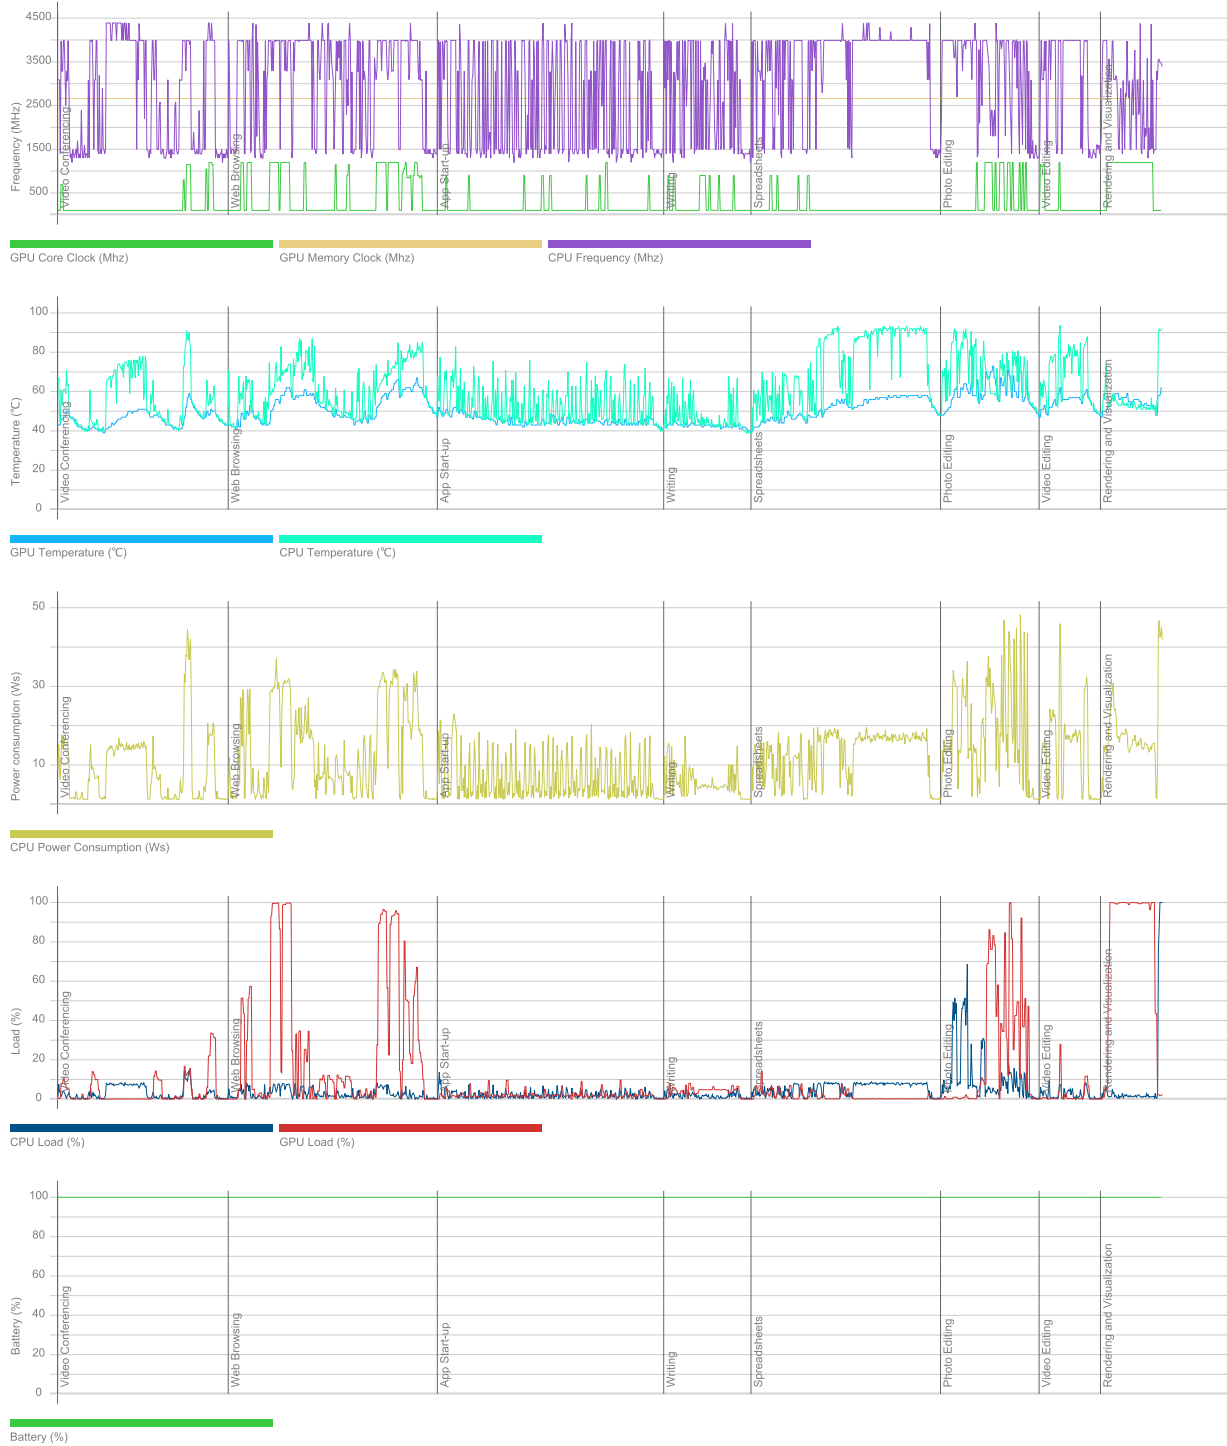 4500
3500
2500
1500
500
Frequency (MHz)
Video Conferencing
Web Browsing
App Start-up
Writing
Spreadsheets
Photo Editing
Video Editing
Rendering and Visualization
GPU Core Clock (Mhz)
GPU Memory Clock (Mhz)
CPU Frequency (Mhz)
100
80
60
40
20
0
Temperature (℃)
Video Conferencing
Web Browsing
App Start-up
Writing
Spreadsheets
Photo Editing
Video Editing
Rendering and Visualization
GPU Temperature (℃)
CPU Temperature (℃)
50
30
10
Power consumption (Ws)
Video Conferencing
Web Browsing
App Start-up
Writing
Spreadsheets
Photo Editing
Video Editing
Rendering and Visualization
CPU Power Consumption (Ws)
100
80
60
40
20
0
Load (%)
Video Conferencing
Web Browsing
App Start-up
Writing
Spreadsheets
Photo Editing
Video Editing
Rendering and Visualization
CPU Load (%)
GPU Load (%)
100
80
60
40
20
0
Battery (%)
Video Conferencing
Web Browsing
App Start-up
Writing
Spreadsheets
Photo Editing
Video Editing
Rendering and Visualization
Battery (%)